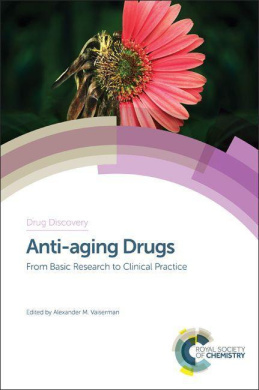 Drug Discovery
Anti-aging Drugs
From Basic Research to Clinical Practice
Edited by Alexander M. Vaiserman
ROYAL SOCIETY
OF CHEMISTRY